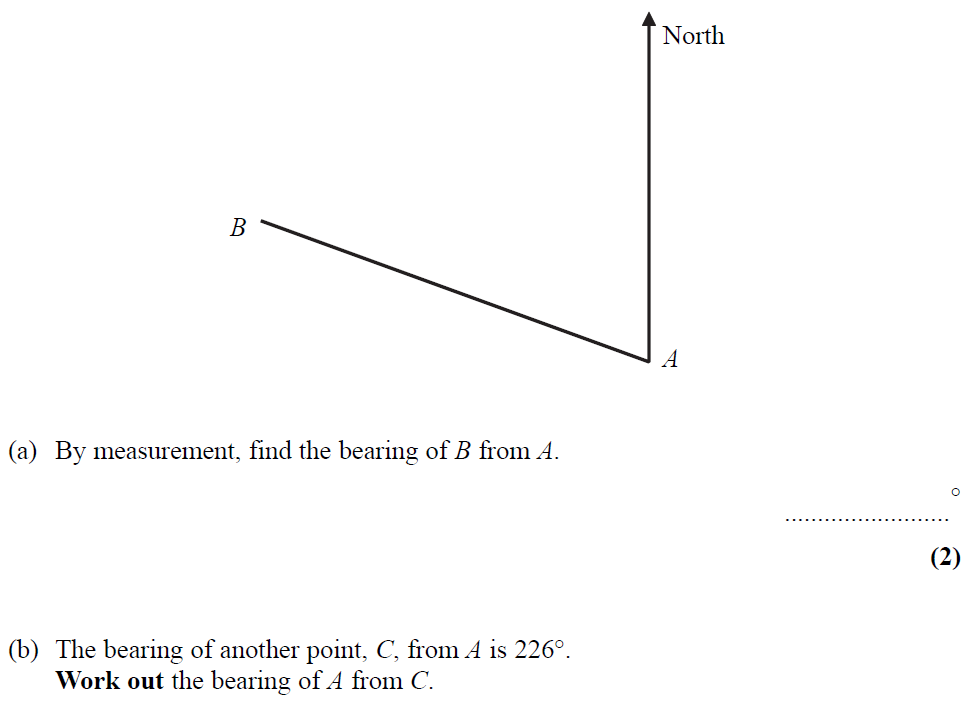 North
B
A
(a) By measurement, find the bearing of B from A.
°
.........................
(2)
(b) The bearing of another point, C, from A is 226°.
Work out the bearing of A from C.